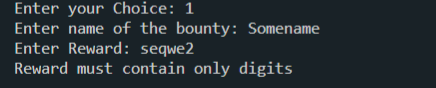 Enter your Choice: 1
Enter name of the bounty: Somename
Enter Reward: seqwe2
Reward must contain only digits